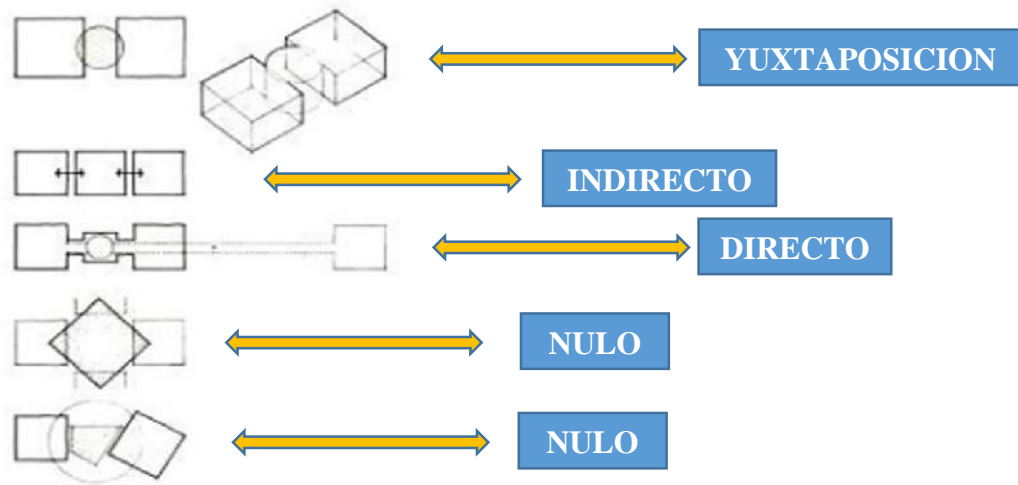 YUXTAPOSICION
INDIRECTO
DIRECTO
NULO
NULO